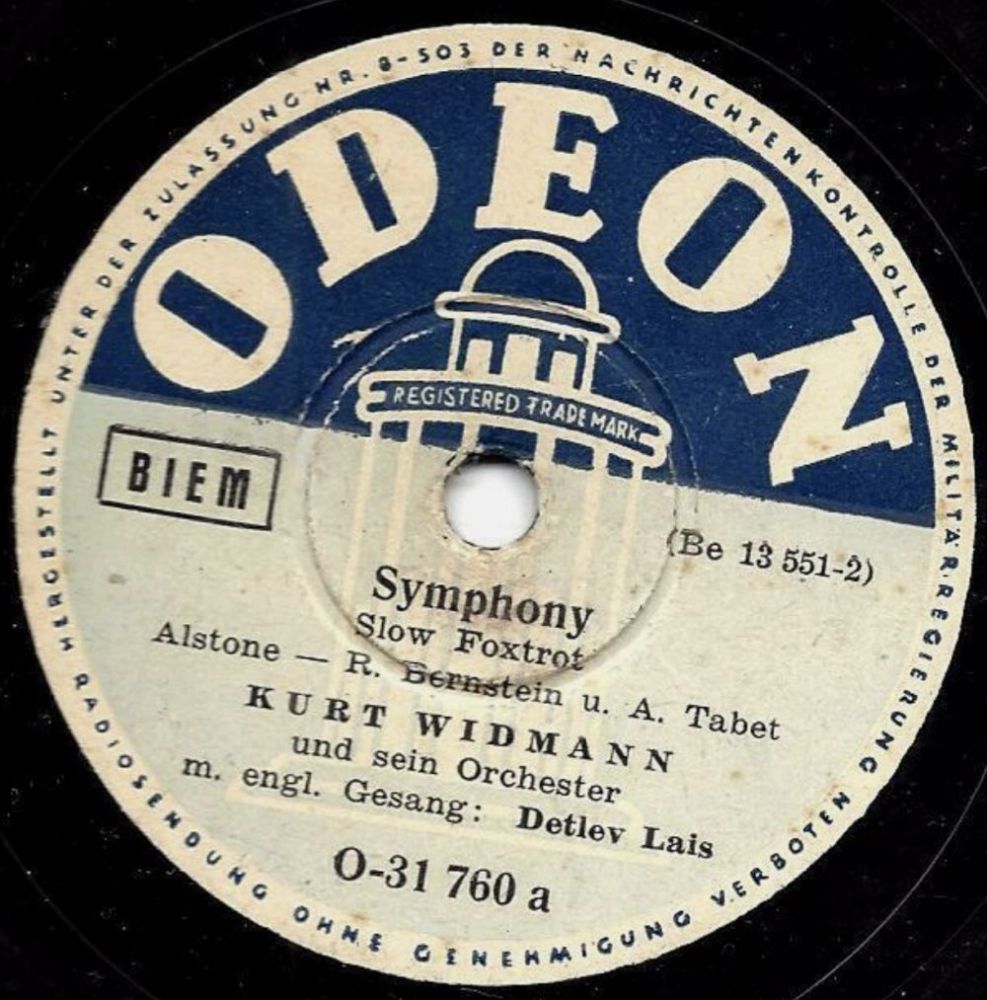 HERGESTELLT UNTER DER ZULASSUNG NR. B-503 DER NACHRICHTENKONTROLLE DER MILITÄR.REGIERUNG
RADIOSENDUNG OHNE GENEHMIGUNG VERBOTEN
ODEON
REGISTERED TRADE MARK
BIEM
(Be 13 551-2)
Symphony
Slow Foxtrot
Alstone — R. Bernstein u. A. Tabet
KURT WIDMANN
und sein Orchester
m. engl. Gesang: Detlev Lais
O-31 760 a